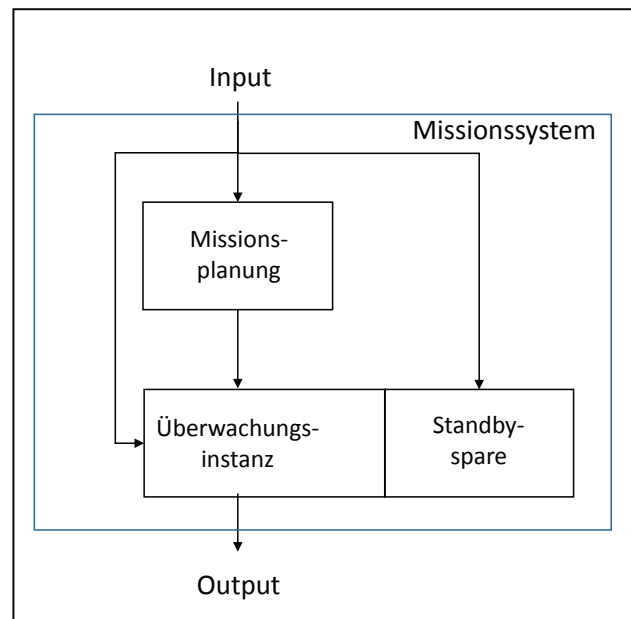 Input
Missionssystem
Missions-
planung
Überwachungs-
instanz
Standby-
spare
Output